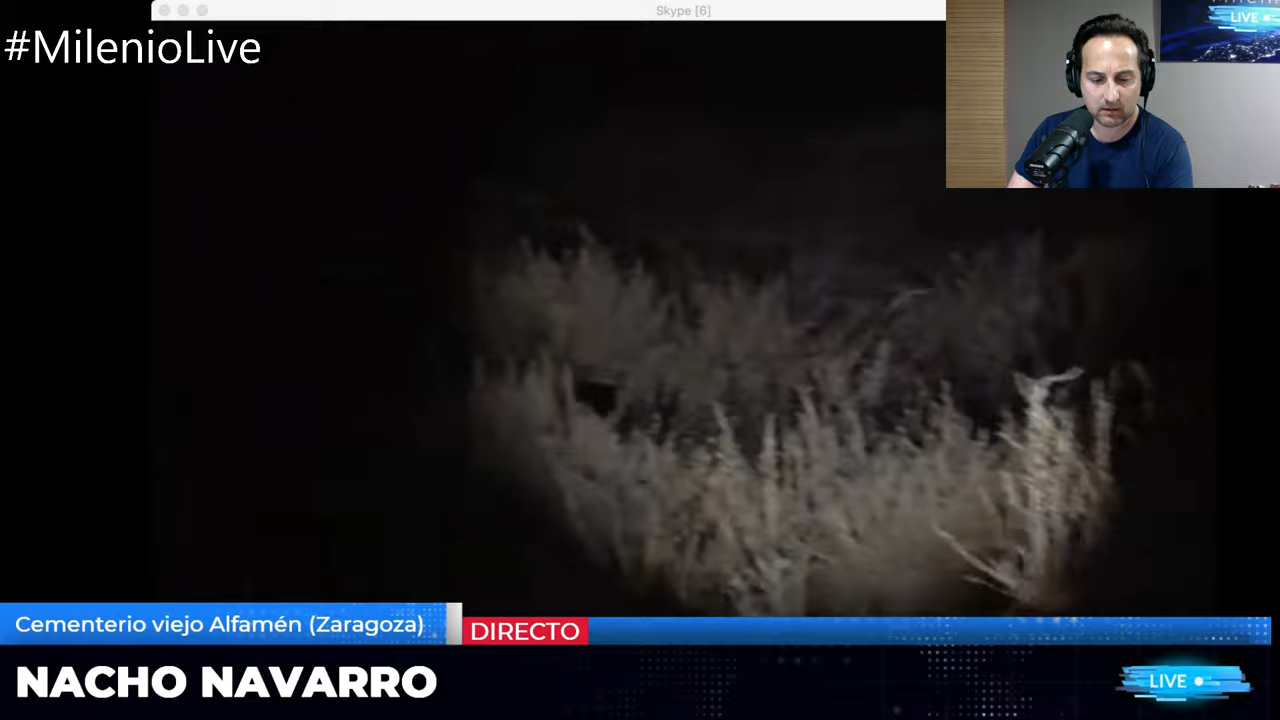 Skype [6]
#MilenioLive
LIVE
Cementerio viejo Alfamén (Zaragoza)
DIRECTO
NACHO NAVARRO
LIVE